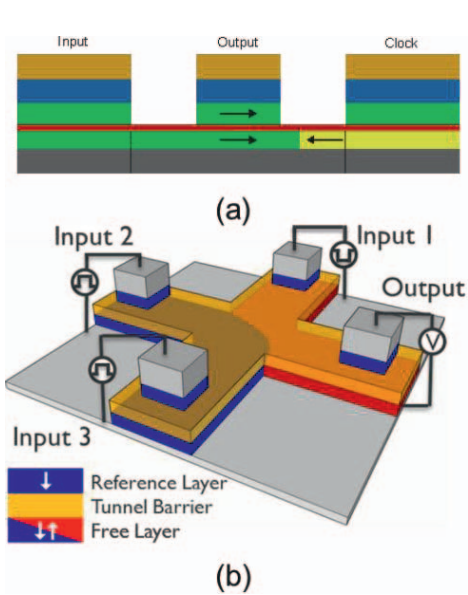 Input Output Clock
(a)
Input 2
Input 1
Output
V
Input 3
Reference Layer
Tunnel Barrier
Free Layer
(b)